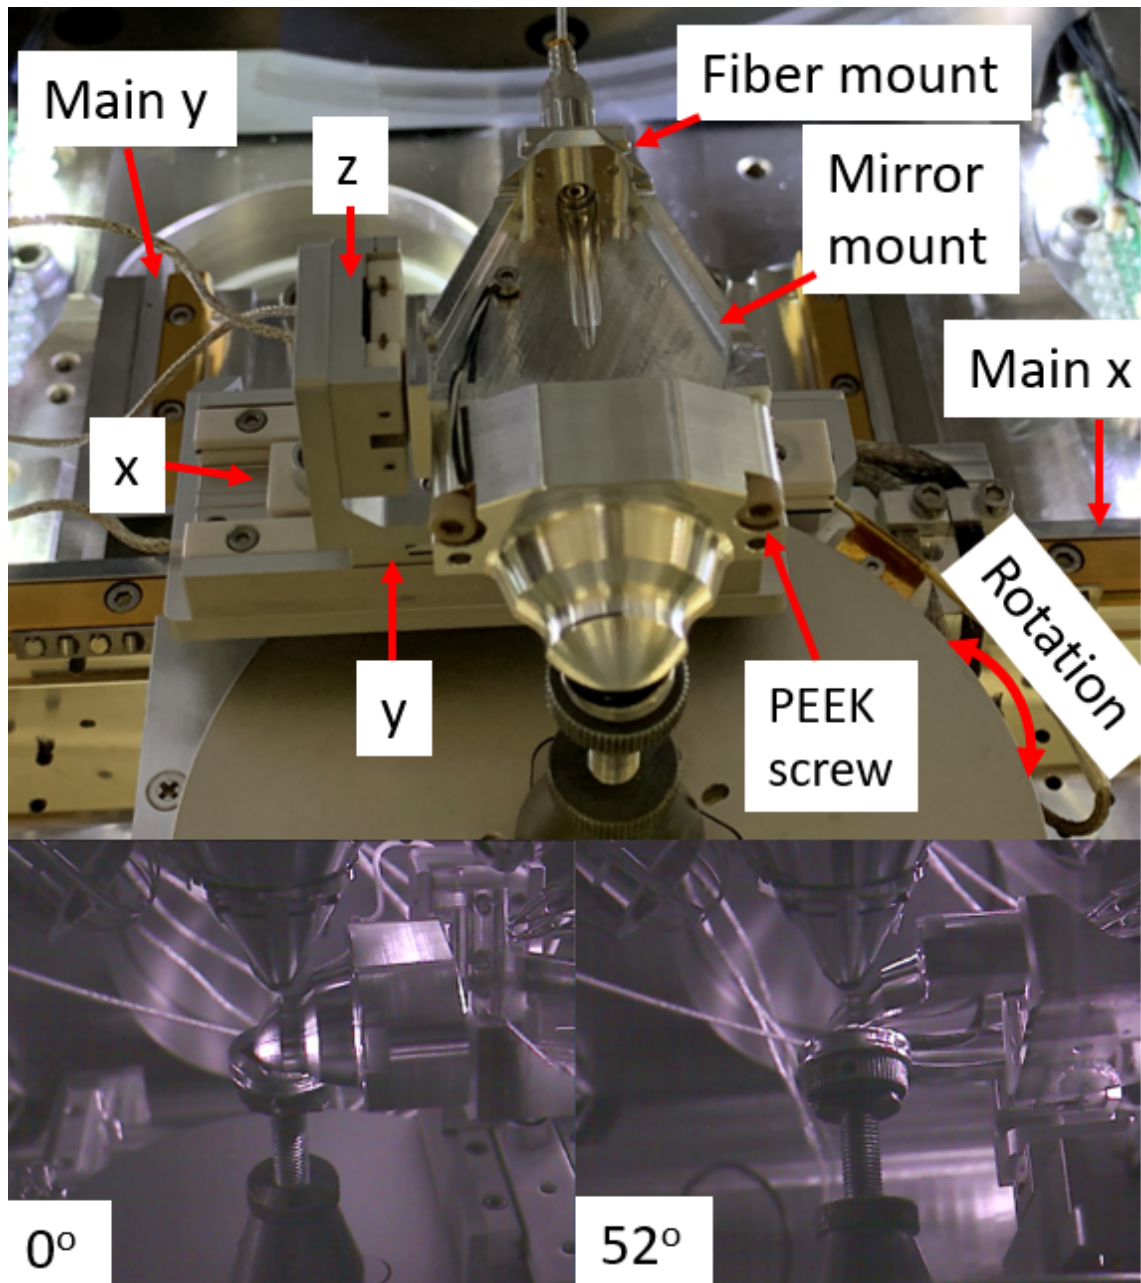 Main y
z
Fiber mount
Mirror
mount
Main x
x
Rotation
y
PEEK
screw
0º
52º